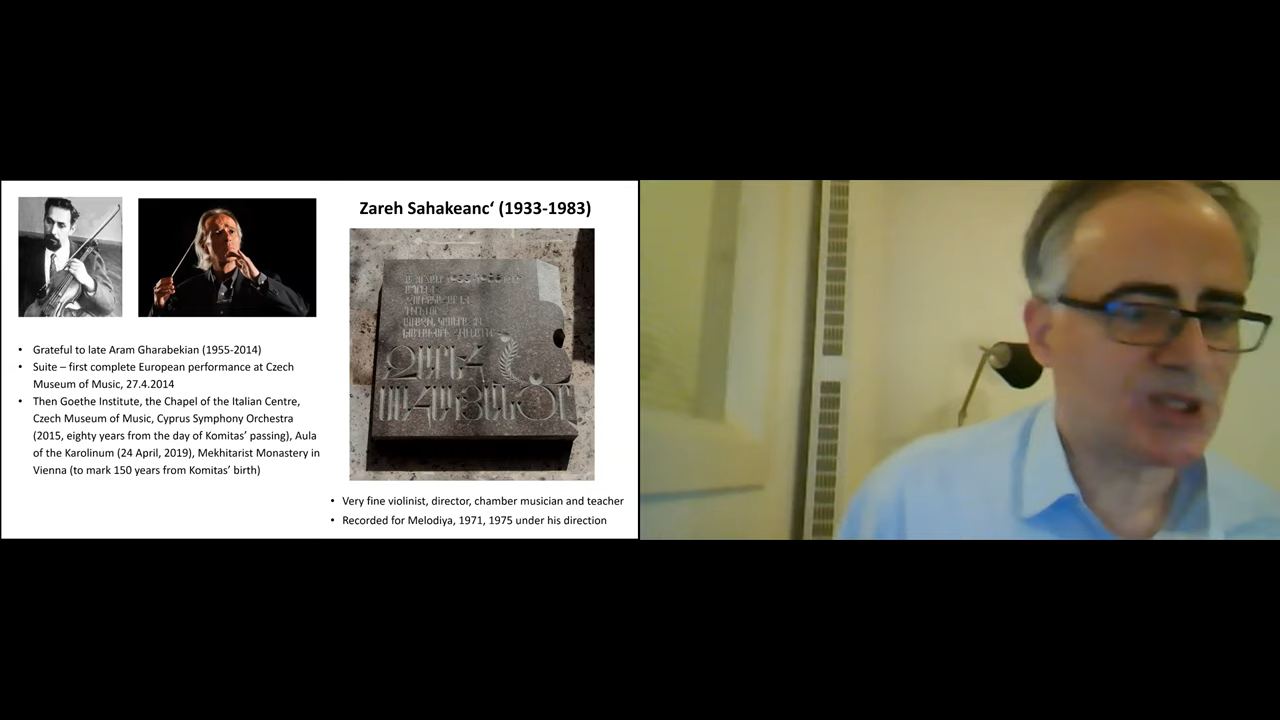 Zareh Sahakeanc‘ (1933-1983)
• Grateful to late Aram Gharabekian (1955-2014)
• Suite – first complete European performance at Czech
Museum of Music, 27.4.2014
• Then Goethe Institute, the Chapel of the Italian Centre,
Czech Museum of Music, Cyprus Symphony Orchestra
(2015, eighty years from the day of Komitas’ passing), Aula
of the Karolinum (24 April, 2019), Mekhitarist Monastery in
Vienna (to mark 150 years from Komitas’ birth)
ԶԱՐԵՀ
• Very fine violinist, director, chamber musician and teacher
• Recorded for Melodiya, 1971, 1975 under his direction